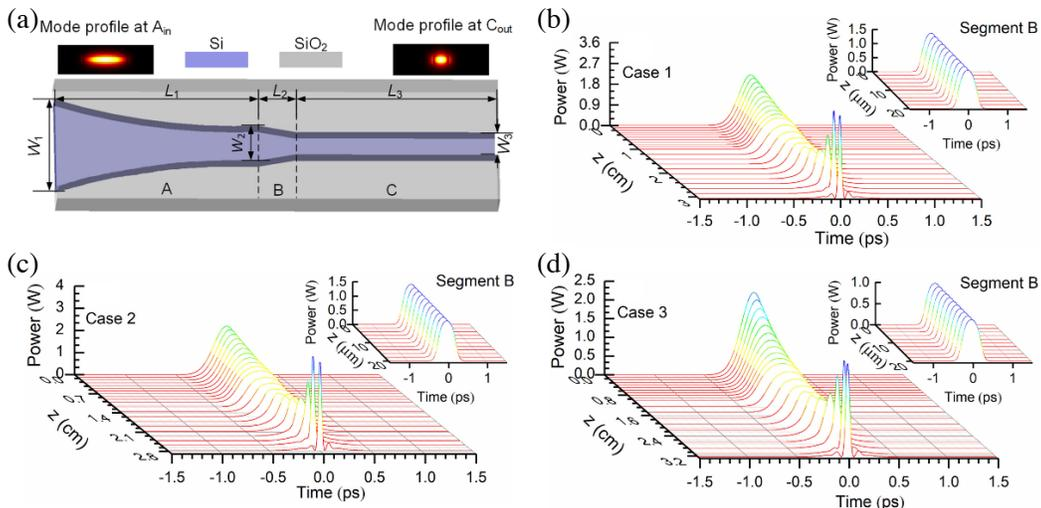 (a)
Mode profile at Ain
Si
SiO2
Mode profile at Cout
L1
L2
L3
W1
W2
W3
A
B
C
(b)
Case 1
Power (W)
3.6
2.7
1.8
0.9
0.0
0
1
2
3
z (cm)
-1.5
-1.0
-0.5
0.0
0.5
1.0
1.5
Time (ps)
Segment B
Power (W)
1.5
1.0
0.5
0.0
0
10
20
z (μm)
-1
0
1
Time (ps)
(c)
Case 2
Power (W)
4
3
2
1
0
0.0
0.7
1.4
2.1
2.8
z (cm)
-1.5
-1.0
-0.5
0.0
0.5
1.0
1.5
Time (ps)
Segment B
Power (W)
1.5
1.0
0.5
0.0
0
10
20
z (μm)
-1
0
1
Time (ps)
(d)
Case 3
Power (W)
2.5
2.0
1.5
1.0
0.5
0.0
0.0
0.8
1.6
2.4
3.2
z (cm)
-1.5
-1.0
-0.5
0.0
0.5
1.0
1.5
Time (ps)
Segment B
Power (W)
1.0
0.5
0.0
0
10
20
z (μm)
-1
0
1
Time (ps)